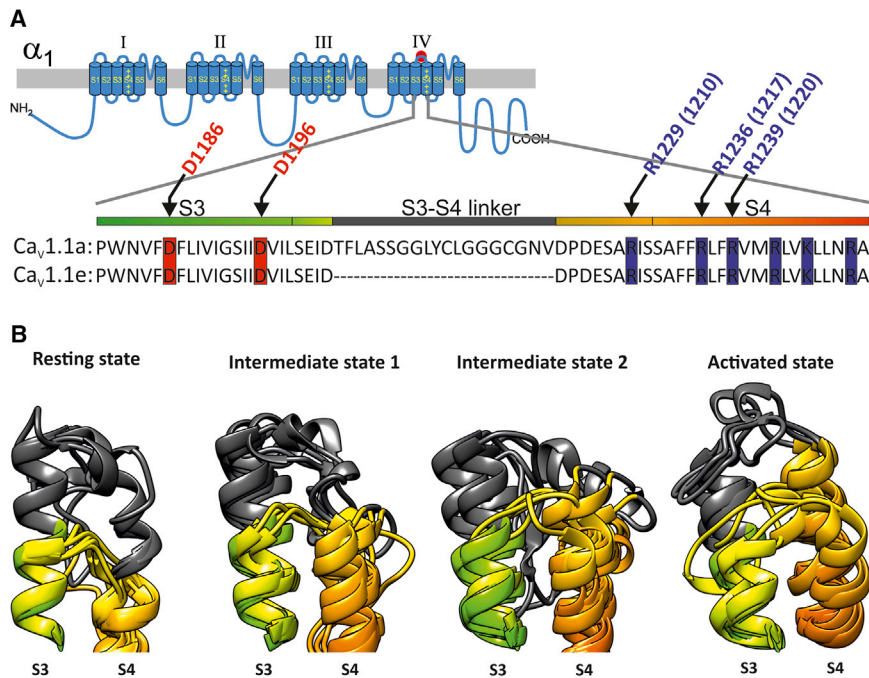 A
α1
I II III IV
S1 S2 S3 S4 S5 S6 S1 S2 S3 S4 S5 S6 S1 S2 S3 S4 S5 S6 S1 S2 S3 S4 S5 S6
NH2
COOH
D1186
D1196
R1229 (1210)
R1236 (1217)
R1239 (1220)
S3 S3-S4 linker S4
CaV1.1a: PWNVFDFLIVIGSIIDVILSEIDTFLASSGGLYCLGGGCGNVDPDESARISSAFFRLFRVMRLVKLLNRA
CaV1.1e: PWNVFDFLIVIGSIIDVILSEID-------------------DPDESARISSAFFRLFRVMRLVKLLNRA
B
Resting state Intermediate state 1 Intermediate state 2 Activated state
S3 S4 S3 S4 S3 S4 S3 S4